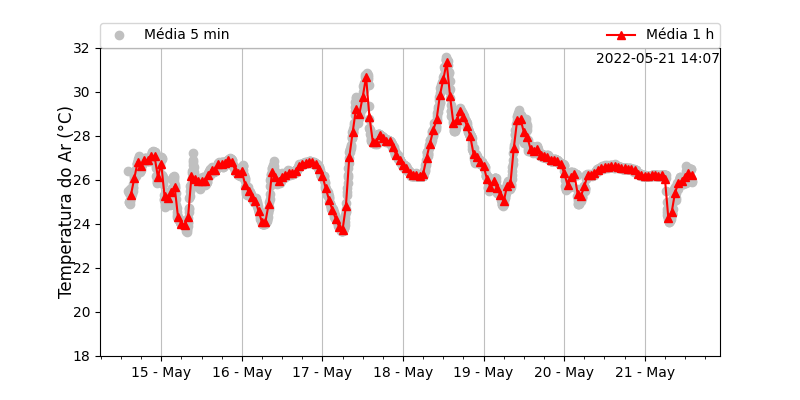 Média 5 min
Média 1 h
2022-05-21 14:07
Temperatura do Ar (°C)
32
30
28
26
24
22
20
18
15 - May
16 - May
17 - May
18 - May
19 - May
20 - May
21 - May